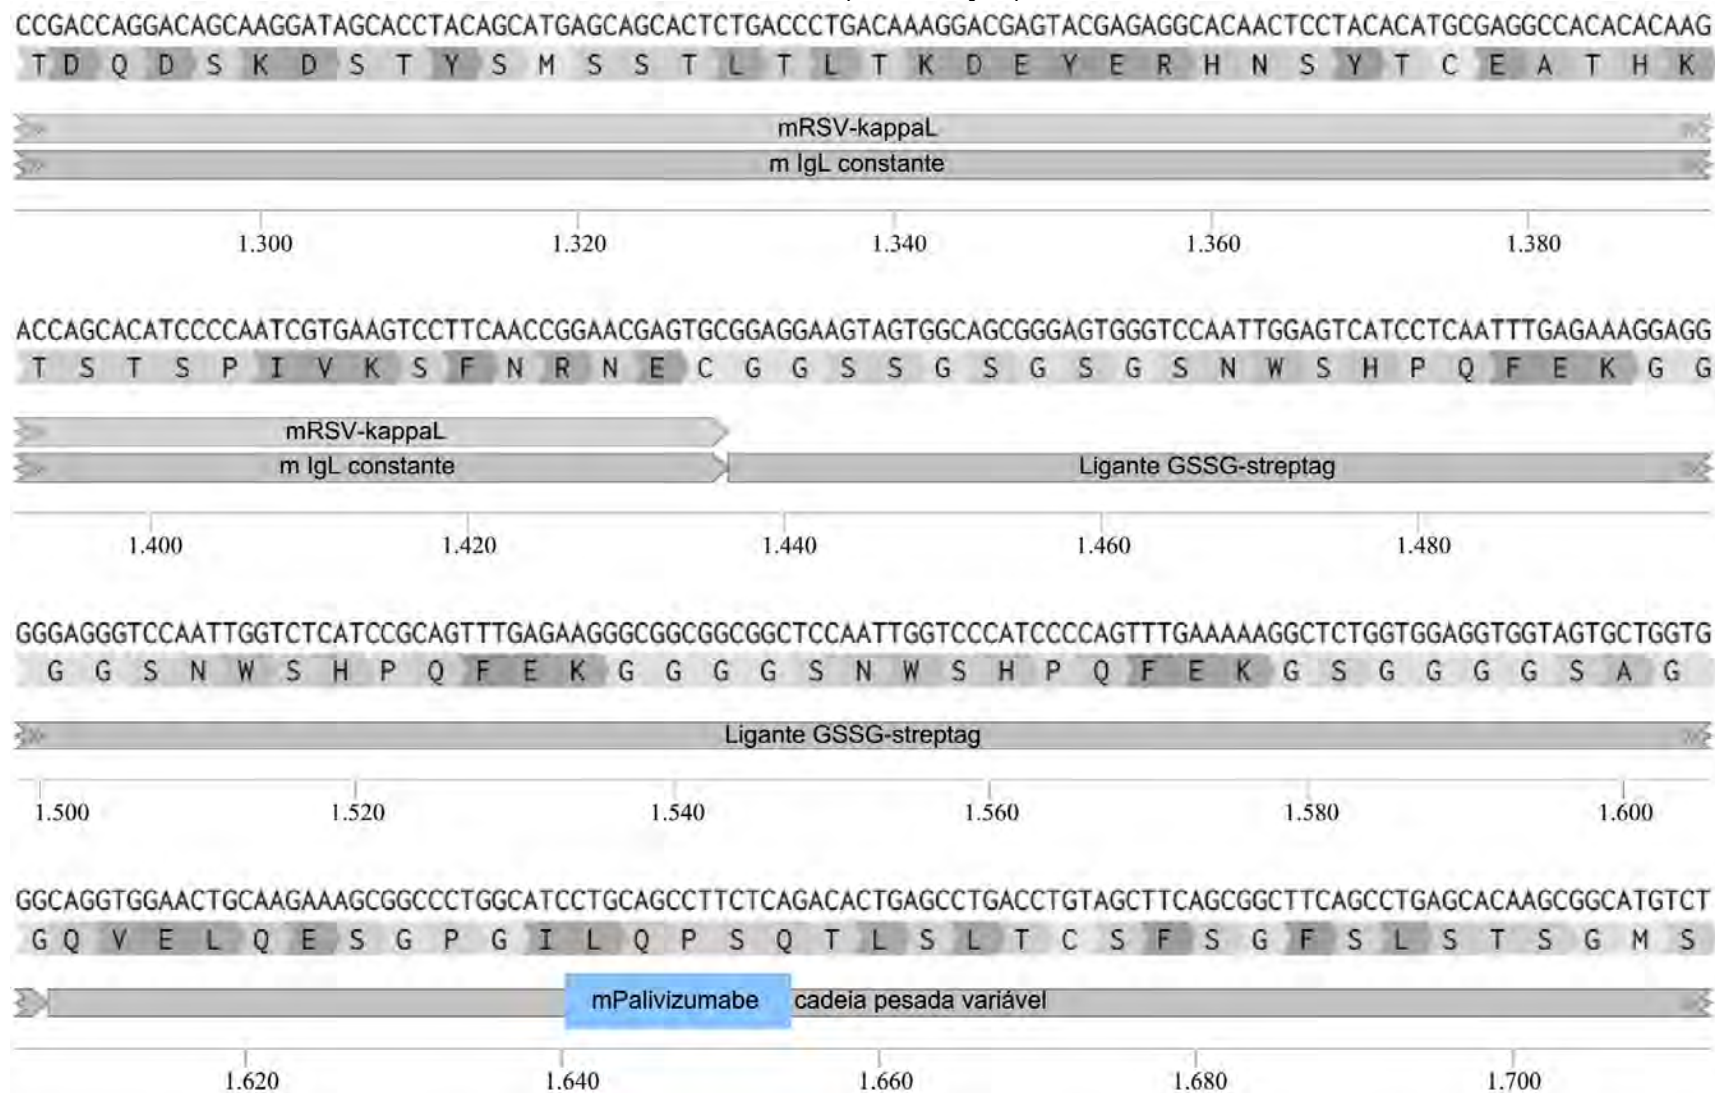 CCGACCAGGACAGCAAGGATAGCACCTACAGCATGAGCAGCACTCTGACCCTGACAAAGGACGAGTACGAGAGGCACAACTCCTACACATGCGAGGCCACACACAAG
T D Q D S K D S T Y S M S S T L T L T K D E Y E R H N S Y T C E A T H K
mRSV-kappaL
m IgL constante
1.300 1.320 1.340 1.360 1.380
ACCAGCACATCCCCAATCGTGAAGTCCTTCAACCGGAACGAGTGCGGAGGAAGTAGTGGCAGCGGGAGTGGGTCCAATTGGAGTCATCCTCAATTTGAGAAAGGAGG
T S T S P I V K S F N R N E C G G S S G S G S G S N W S H P Q F E K G G
mRSV-kappaL
m IgL constante Ligante GSSG-streptag
1.400 1.420 1.440 1.460 1.480
GGGAGGGTCCAATTGGTCTCATCCGCAGTTTGAGAAGGGCGGCGGCGGCTCCAATTGGTCCCATCCCCAGTTTGAAAAAGGCTCTGGTGGAGGTGGTAGTGCTGGTG
G G S N W S H P Q F E K G G G G S N W S H P Q F E K G S G G G G S A G
Ligante GSSG-streptag
1.500 1.520 1.540 1.560 1.580 1.600
GGCAGGTGGAACTGCAAGAAAGCGGCCCTGGCATCCTGCAGCCTTCTCAGACACTGAGCCTGACCTGTAGCTTCAGCGGCTTCAGCCTGAGCACAAGCGGCATGTCT
G Q V E L Q E S G P G I L Q P S Q T L S L T C S F S G F S L S T S G M S
mPalivizumabe cadeia pesada variável
1.620 1.640 1.660 1.680 1.700